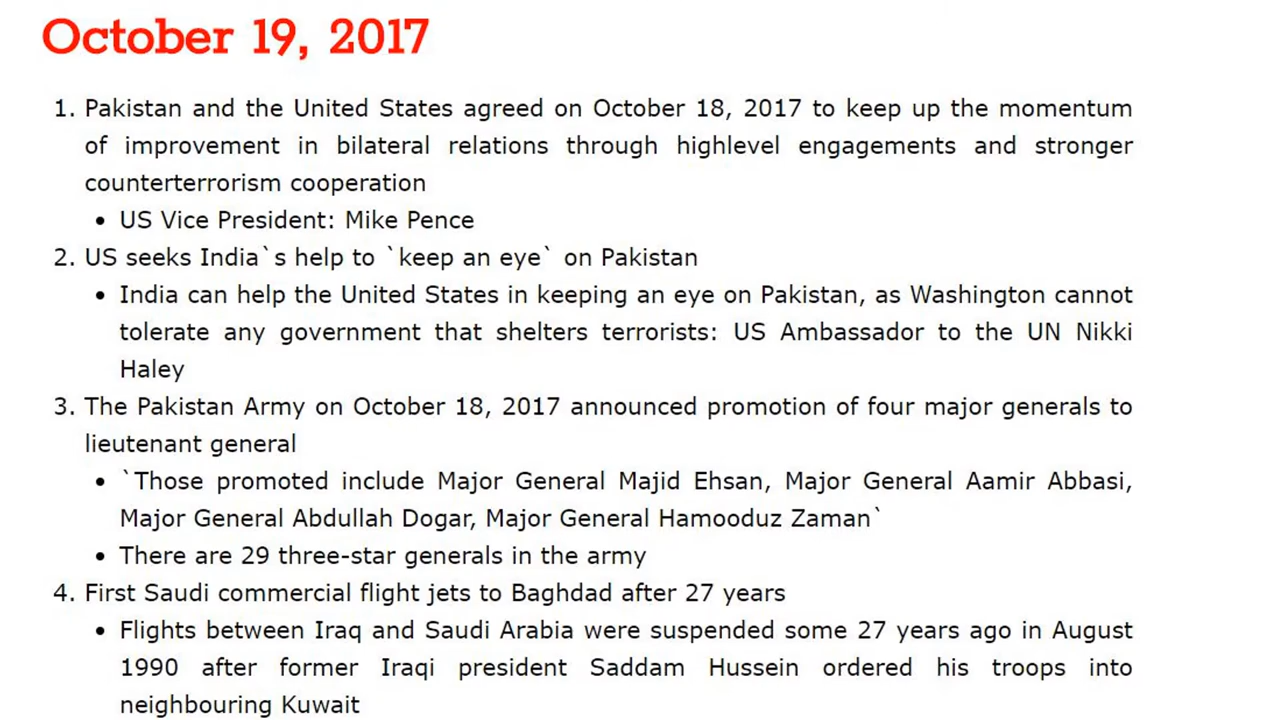 October 19, 2017
1. Pakistan and the United States agreed on October 18, 2017 to keep up the momentum
of improvement in bilateral relations through highlevel engagements and stronger
counterterrorism cooperation
• US Vice President: Mike Pence
2. US seeks India`s help to `keep an eye` on Pakistan
• India can help the United States in keeping an eye on Pakistan, as Washington cannot
tolerate any government that shelters terrorists: US Ambassador to the UN Nikki
Haley
3. The Pakistan Army on October 18, 2017 announced promotion of four major generals to
lieutenant general
• `Those promoted include Major General Majid Ehsan, Major General Aamir Abbasi,
Major General Abdullah Dogar, Major General Hamooduz Zaman`
• There are 29 three-star generals in the army
4. First Saudi commercial flight jets to Baghdad after 27 years
• Flights between Iraq and Saudi Arabia were suspended some 27 years ago in August
1990 after former Iraqi president Saddam Hussein ordered his troops into
neighbouring Kuwait